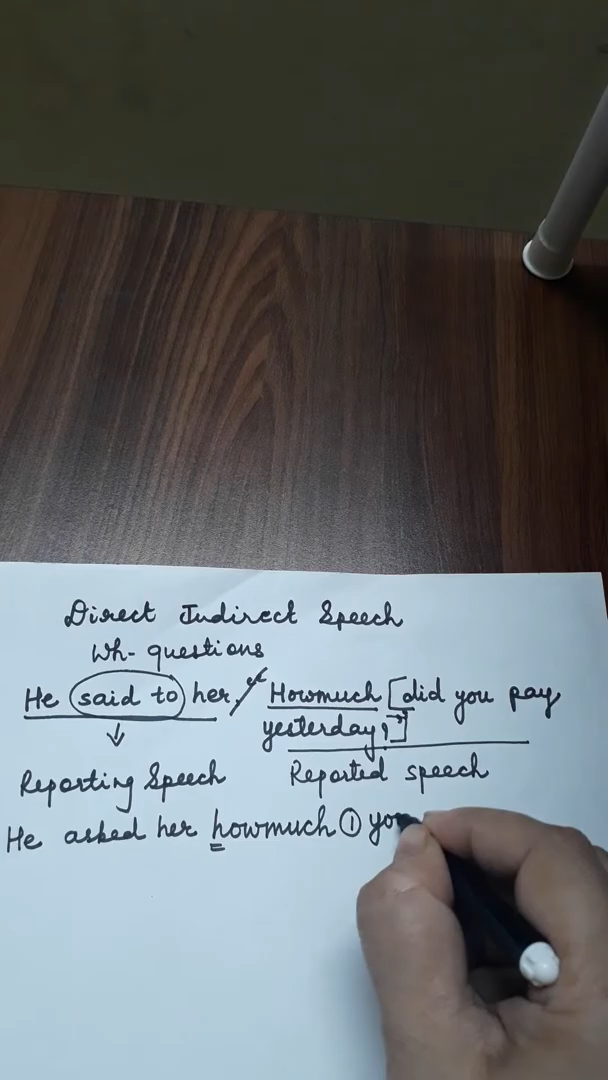 Direct Indirect Speech
Wh- questions
He said to her, " Howmuch [did you pay
yesterday?"]
Reporting Speech
Reported speech
He asked her howmuch ① yo